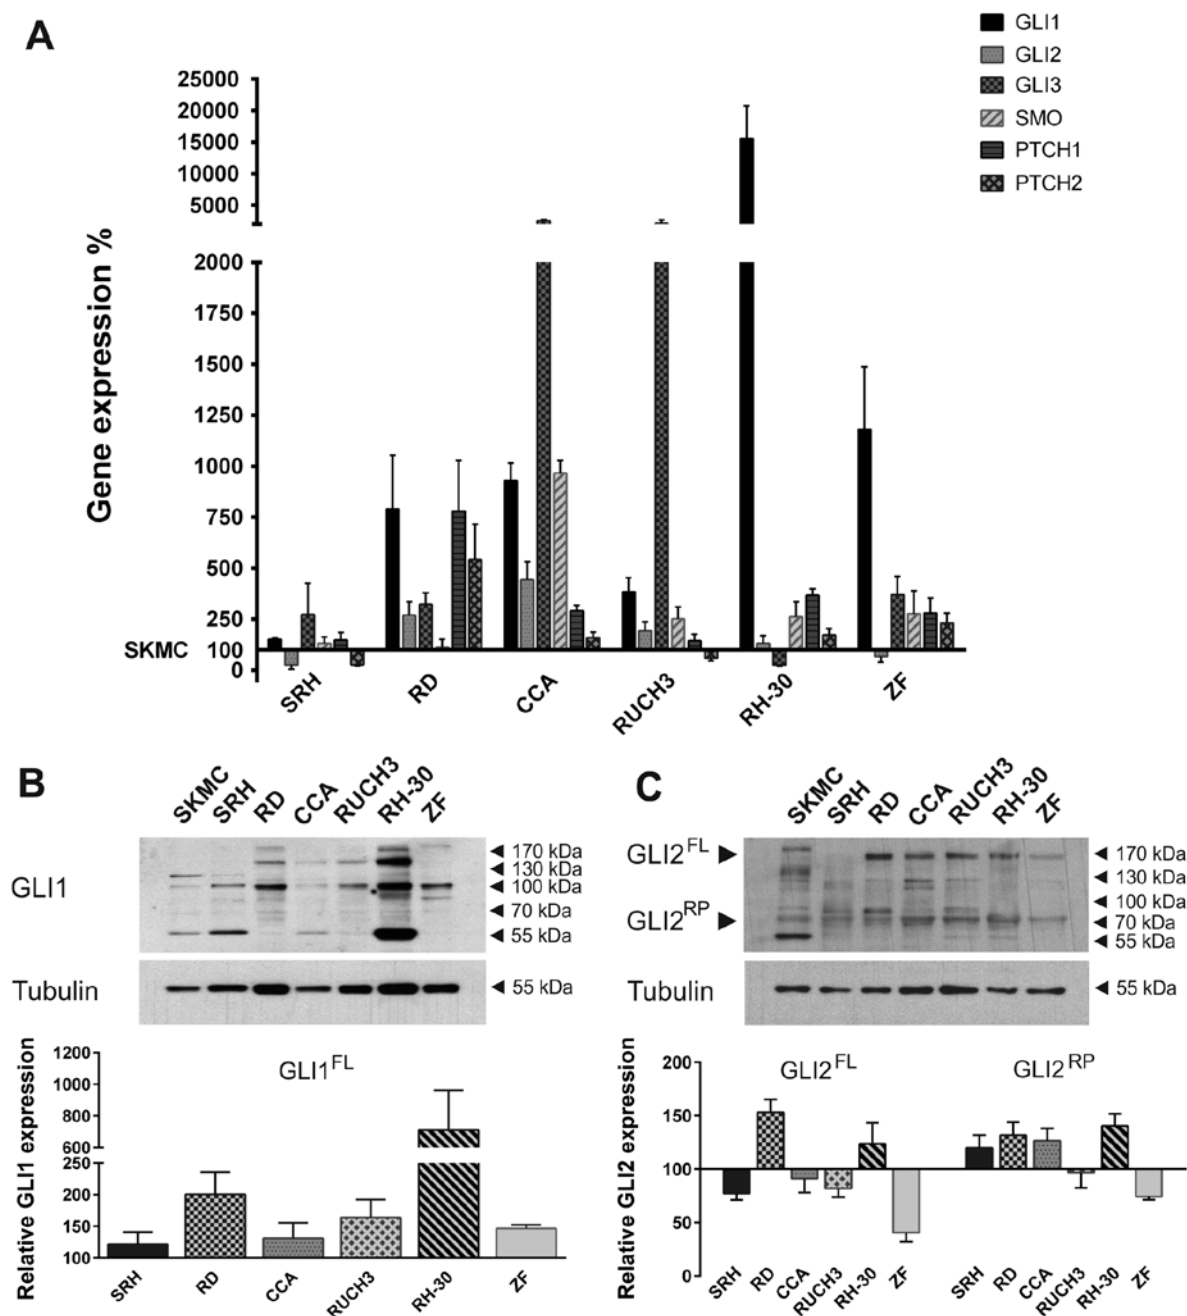 A
GLI1
GLI2
GLI3
SMO
PTCH1
PTCH2
Gene expression %
25000
20000
15000
10000
5000
2000
1750
1500
1250
1000
750
500
250
SKMC 100
0
SRH RD CCA RUCH3 RH-30 ZF
B
SKMC SRH RD CCA RUCH3 RH-30 ZF
GLI1
◄ 170 kDa
◄ 130 kDa
◄ 100 kDa
◄ 70 kDa
◄ 55 kDa
Tubulin
◄ 55 kDa
Relative GLI1 expression
GLI1FL
1200
1000
800
600
250
200
150
100
SRH RD CCA RUCH3 RH-30 ZF
C
SKMC SRH RD CCA RUCH3 RH-30 ZF
GLI2FL ►
GLI2RP ►
◄ 170 kDa
◄ 130 kDa
◄ 100 kDa
◄ 70 kDa
◄ 55 kDa
Tubulin
◄ 55 kDa
Relative GLI2 expression
GLI2FL GLI2RP
200
150
100
50
0
SRH RD CCA RUCH3 RH-30 ZF SRH RD CCA RUCH3 RH-30 ZF